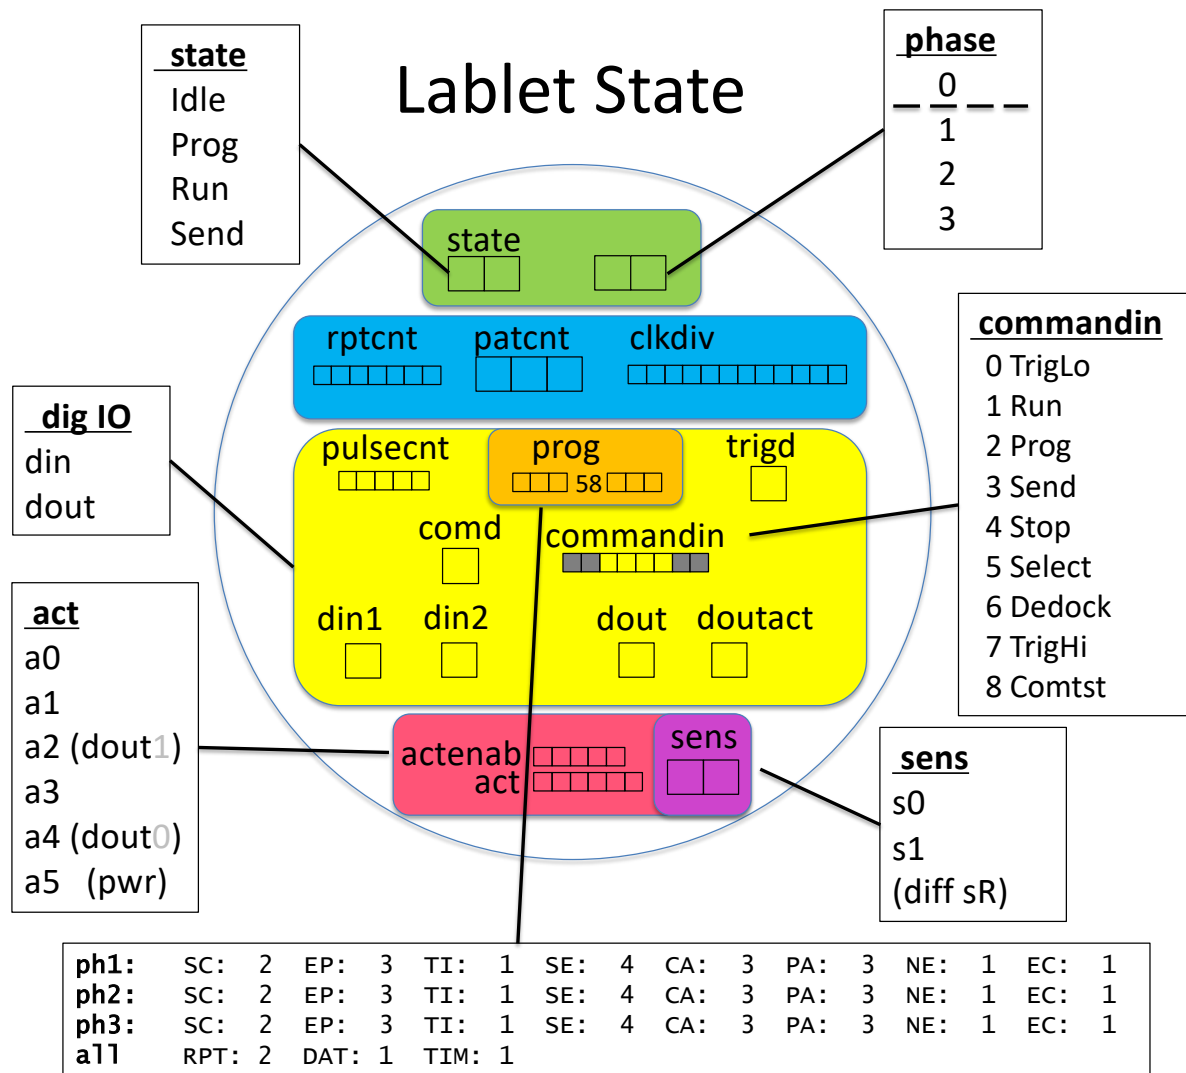 Lablet State
state
Idle
Prog
Run
Send
phase
0
1
2
3
state
rptcnt patcnt clkdiv
commandin
0 TrigLo
1 Run
2 Prog
3 Send
4 Stop
5 Select
6 Dedock
7 TrigHi
8 Comtst
dig IO
din
dout
pulsecnt prog trigd
58
comd commandin
din1 din2 dout doutact
act
a0
a1
a2 (dout1)
a3
a4 (dout0)
a5 (pwr)
actenab
act
sens
sens
s0
s1
(diff sR)
ph1: SC: 2 EP: 3 TI: 1 SE: 4 CA: 3 PA: 3 NE: 1 EC: 1
ph2: SC: 2 EP: 3 TI: 1 SE: 4 CA: 3 PA: 3 NE: 1 EC: 1
ph3: SC: 2 EP: 3 TI: 1 SE: 4 CA: 3 PA: 3 NE: 1 EC: 1
all RPT: 2 DAT: 1 TIM: 1